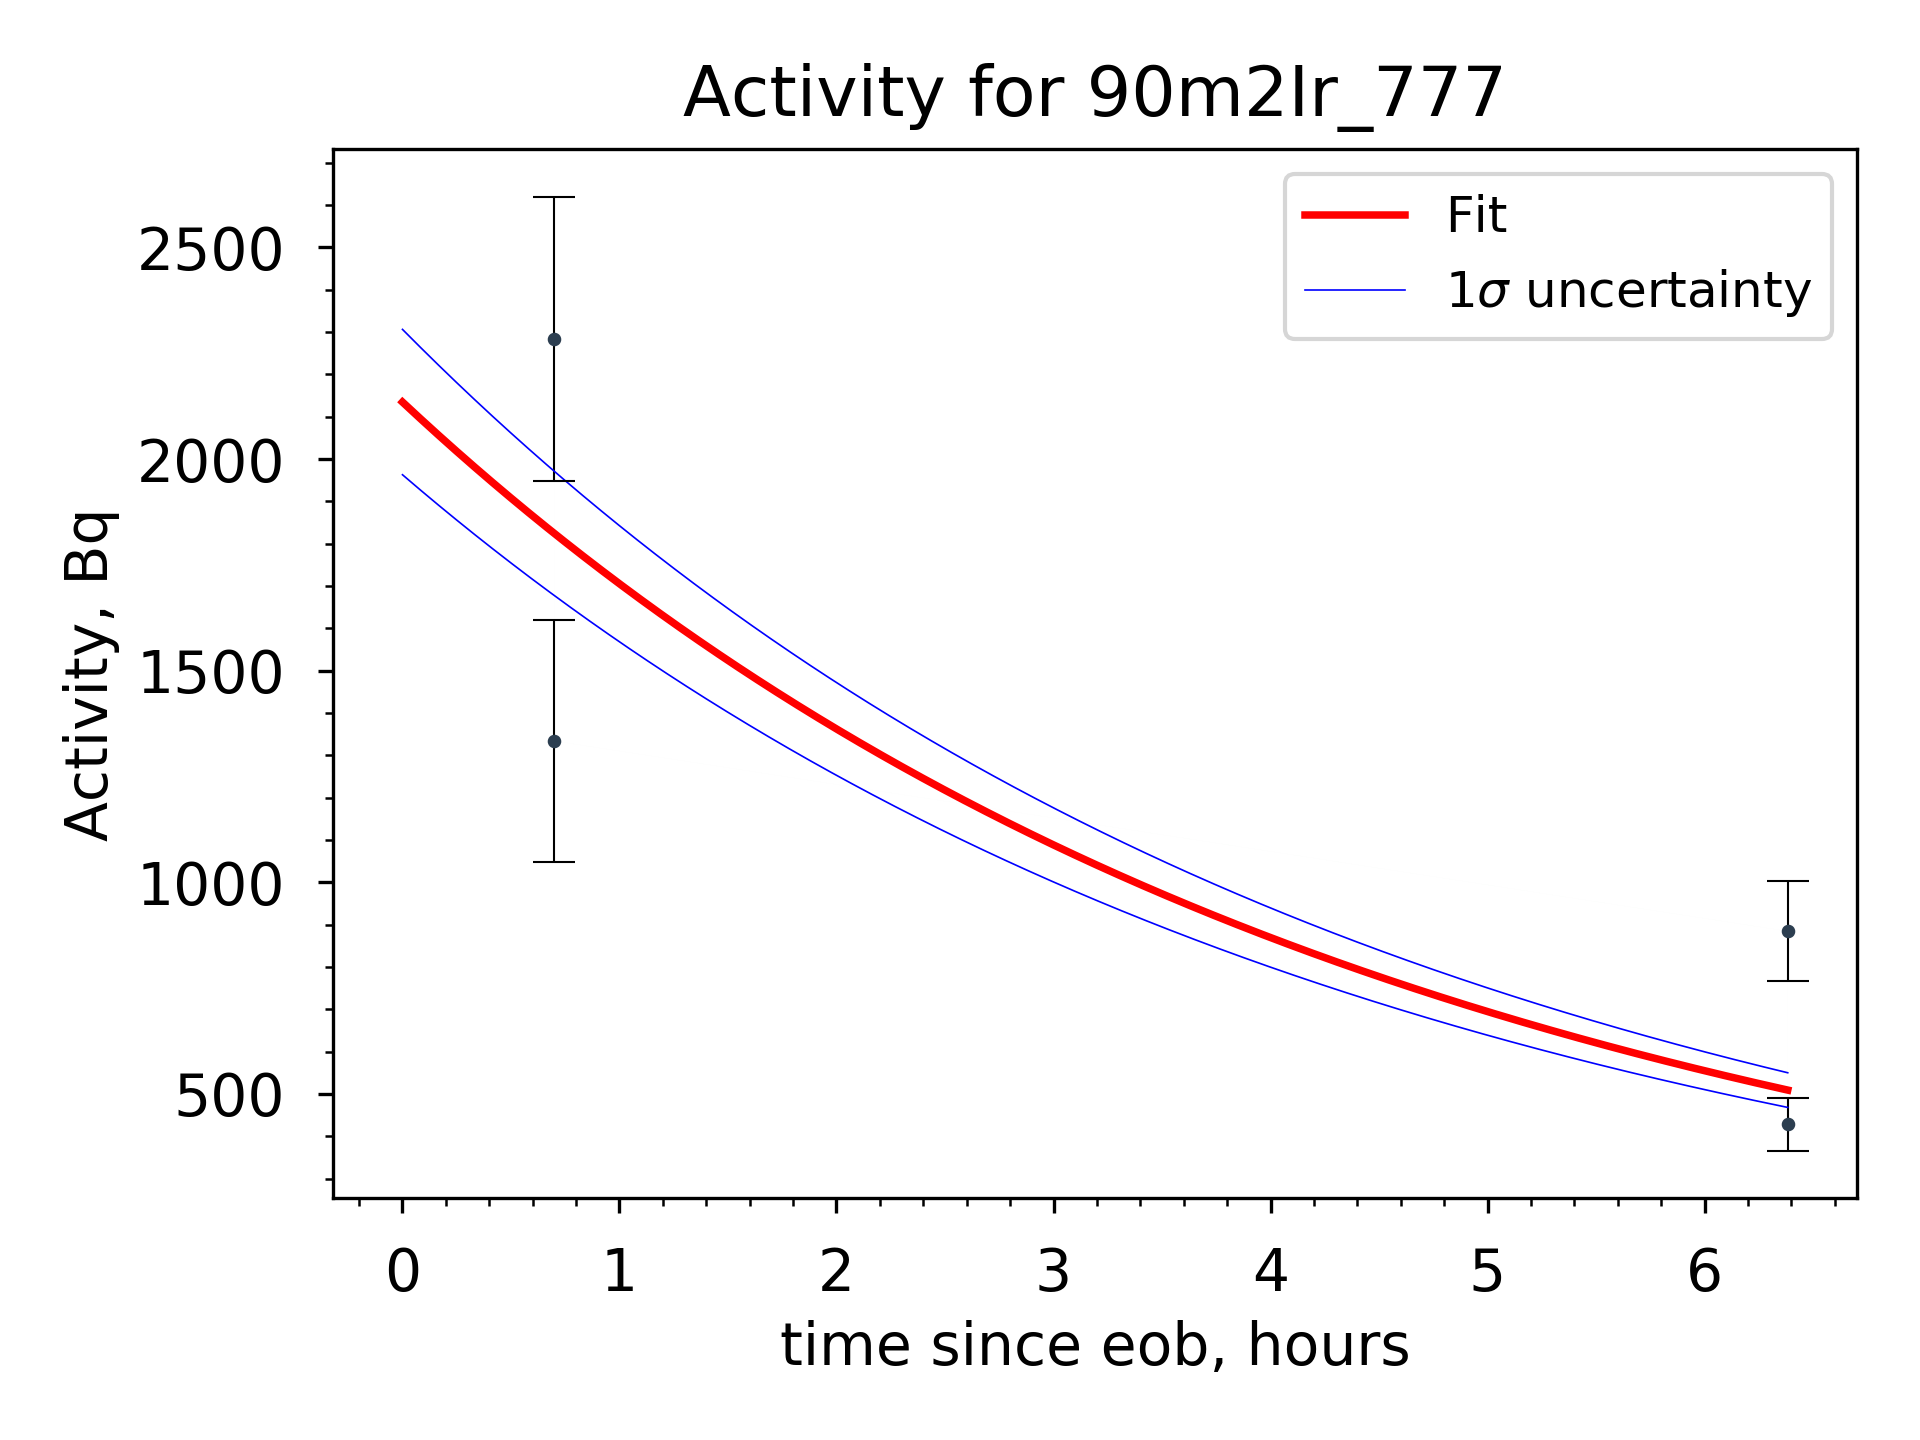 Activity for 90m2Ir_777
Fit
1σ uncertainty
Activity, Bq
2500
2000
1500
1000
500
0 1 2 3 4 5 6
time since eob, hours